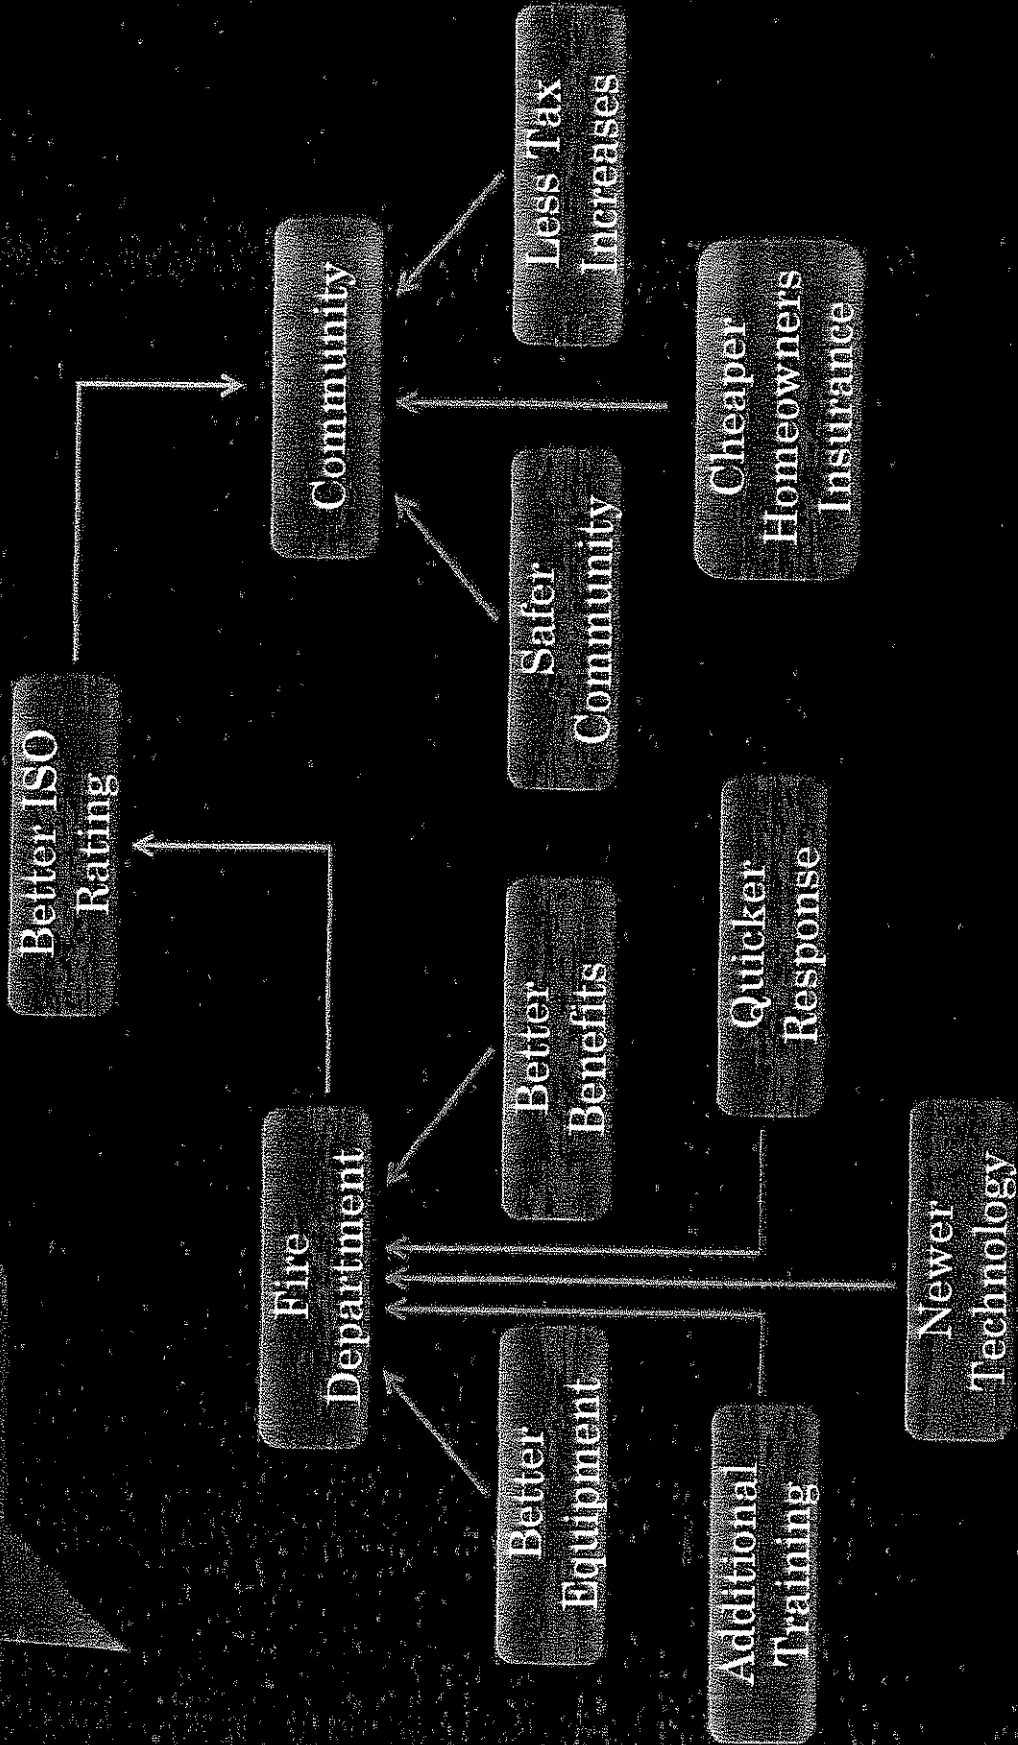 Better ISO
Rating
Fire
Department
Community
Better
Equipment
Better
Benefits
Safer
Community
Less Tax
Increases
Additional
Training
Quicker
Response
Cheaper
Homeowners
Insurance
Newer
Technology